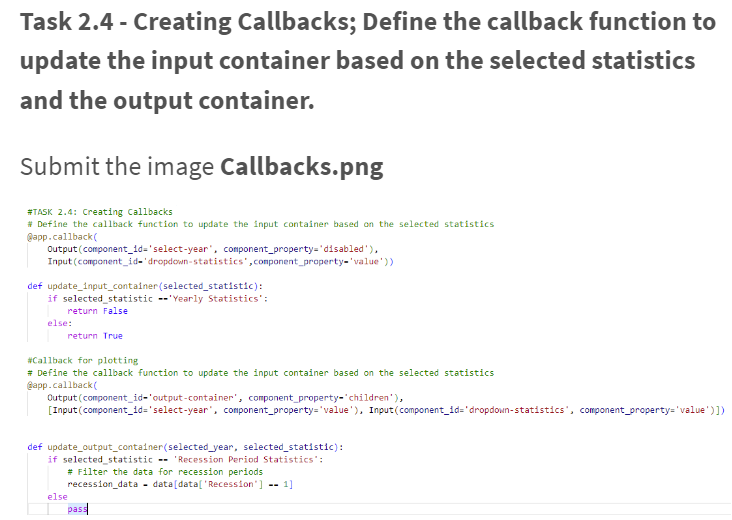 Task 2.4 - Creating Callbacks; Define the callback function to
update the input container based on the selected statistics
and the output container.
Submit the image Callbacks.png
#TASK 2.4: Creating Callbacks
# Define the callback function to update the input container based on the selected statistics
@app.callback(
    Output(component_id='select-year', component_property='disabled'),
    Input(component_id='dropdown-statistics',component_property='value'))
def update_input_container(selected_statistic):
    if selected_statistic =='Yearly Statistics':
        return False
    else:
        return True
#Callback for plotting
# Define the callback function to update the input container based on the selected statistics
@app.callback(
    Output(component_id='output-container', component_property='children'),
    [Input(component_id='select-year', component_property='value'), Input(component_id='dropdown-statistics', component_property='value')])
def update_output_container(selected_year, selected_statistic):
    if selected_statistic == 'Recession Period Statistics':
        # Filter the data for recession periods
        recession_data = data[data['Recession'] == 1]
    else
        pass